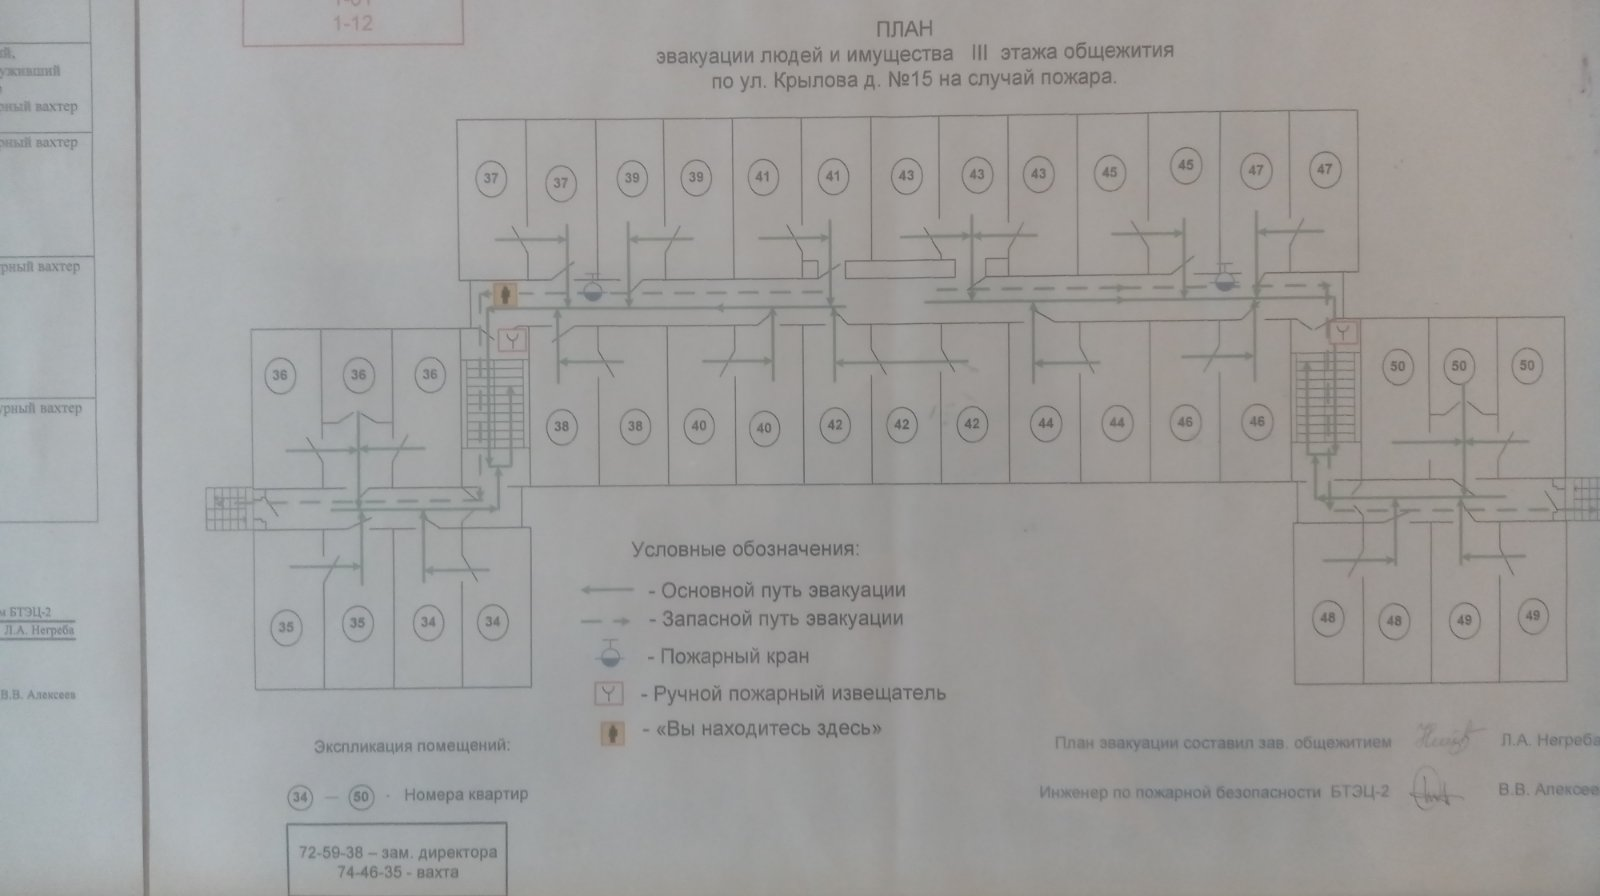 1-12
ый,
уживший
рный вахтер
рный вахтер
рный вахтер
урный вахтер
м БТЭЦ-2
Л.А. Негреба
В.В. Алексеев
ПЛАН
эвакуации людей и имущества III этажа общежития
по ул. Крылова д. №15 на случай пожара.
37 37 39 39 41 41 43 43 43 45 45 47 47
36 36 36
50 50 50
38 38 40 40 42 42 42 44 44 46 46
35 35 34 34
48 48 49 49
Условные обозначения:
- Основной путь эвакуации
- Запасной путь эвакуации
- Пожарный кран
- Ручной пожарный извещатель
- «Вы находитесь здесь»
Экспликация помещений:
34 — 50 · Номера квартир
72-59-38 – зам. директора
74-46-35 - вахта
План эвакуации составил зав. общежитием Л.А. Негреба
Инженер по пожарной безопасности БТЭЦ-2 В.В. Алексее